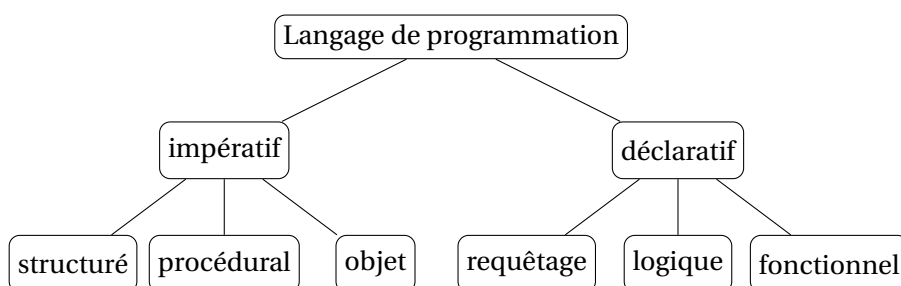 Langage de programmation
impératif déclaratif
structuré procédural objet requêtage logique fonctionnel